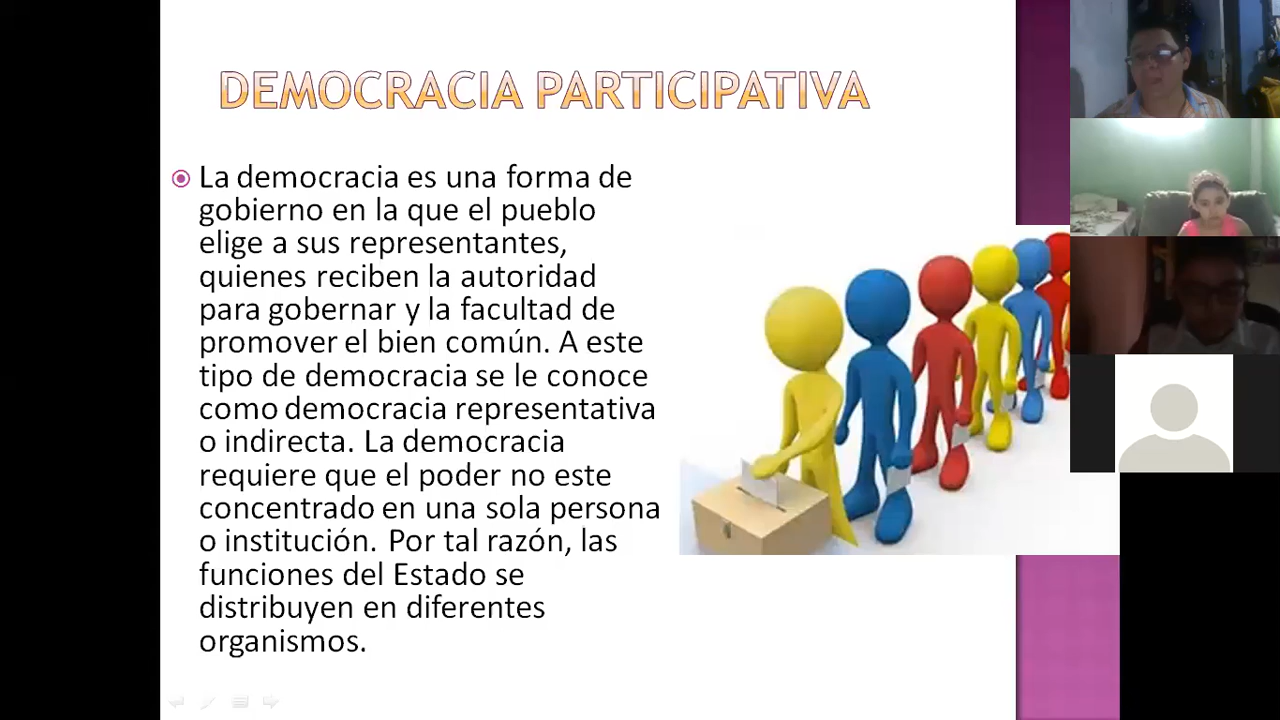 DEMOCRACIA PARTICIPATIVA
La democracia es una forma de
gobierno en la que el pueblo
elige a sus representantes,
quienes reciben la autoridad
para gobernar y la facultad de
promover el bien común. A este
tipo de democracia se le conoce
como democracia representativa
o indirecta. La democracia
requiere que el poder no este
concentrado en una sola persona
o institución. Por tal razón, las
funciones del Estado se
distribuyen en diferentes
organismos.